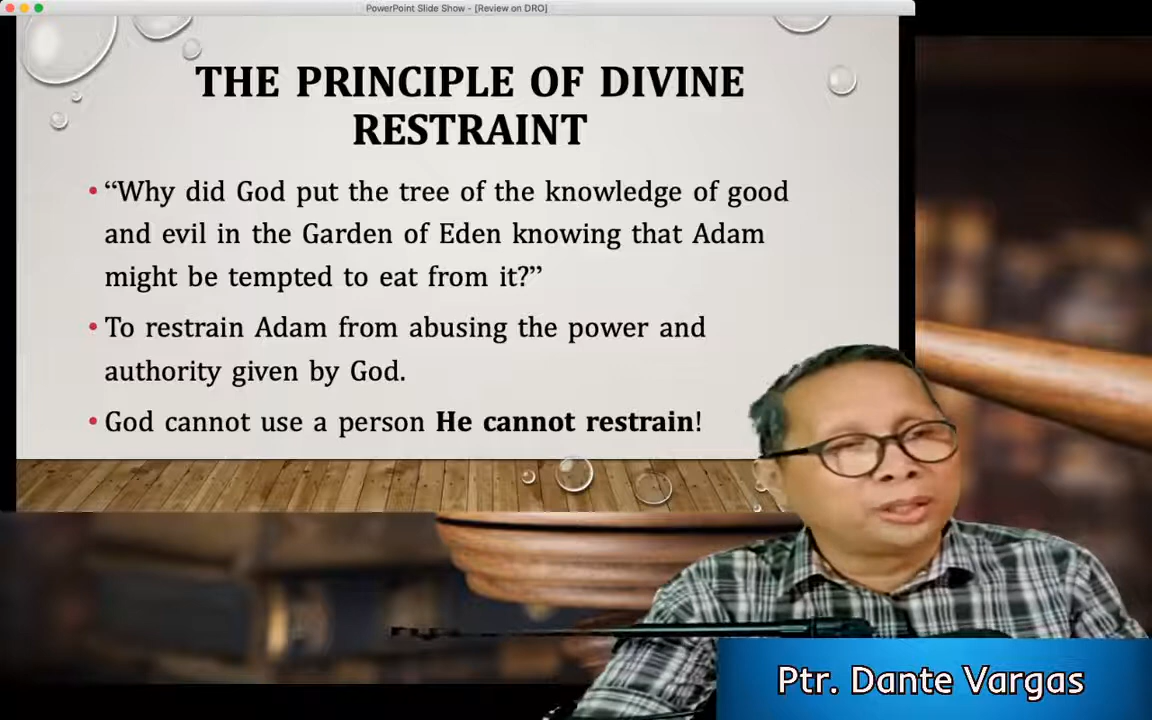 PowerPoint Slide Show - [Review on DRO]
THE PRINCIPLE OF DIVINE
RESTRAINT
• “Why did God put the tree of the knowledge of good
and evil in the Garden of Eden knowing that Adam
might be tempted to eat from it?”
• To restrain Adam from abusing the power and
authority given by God.
• God cannot use a person He cannot restrain!
Ptr. Dante Vargas